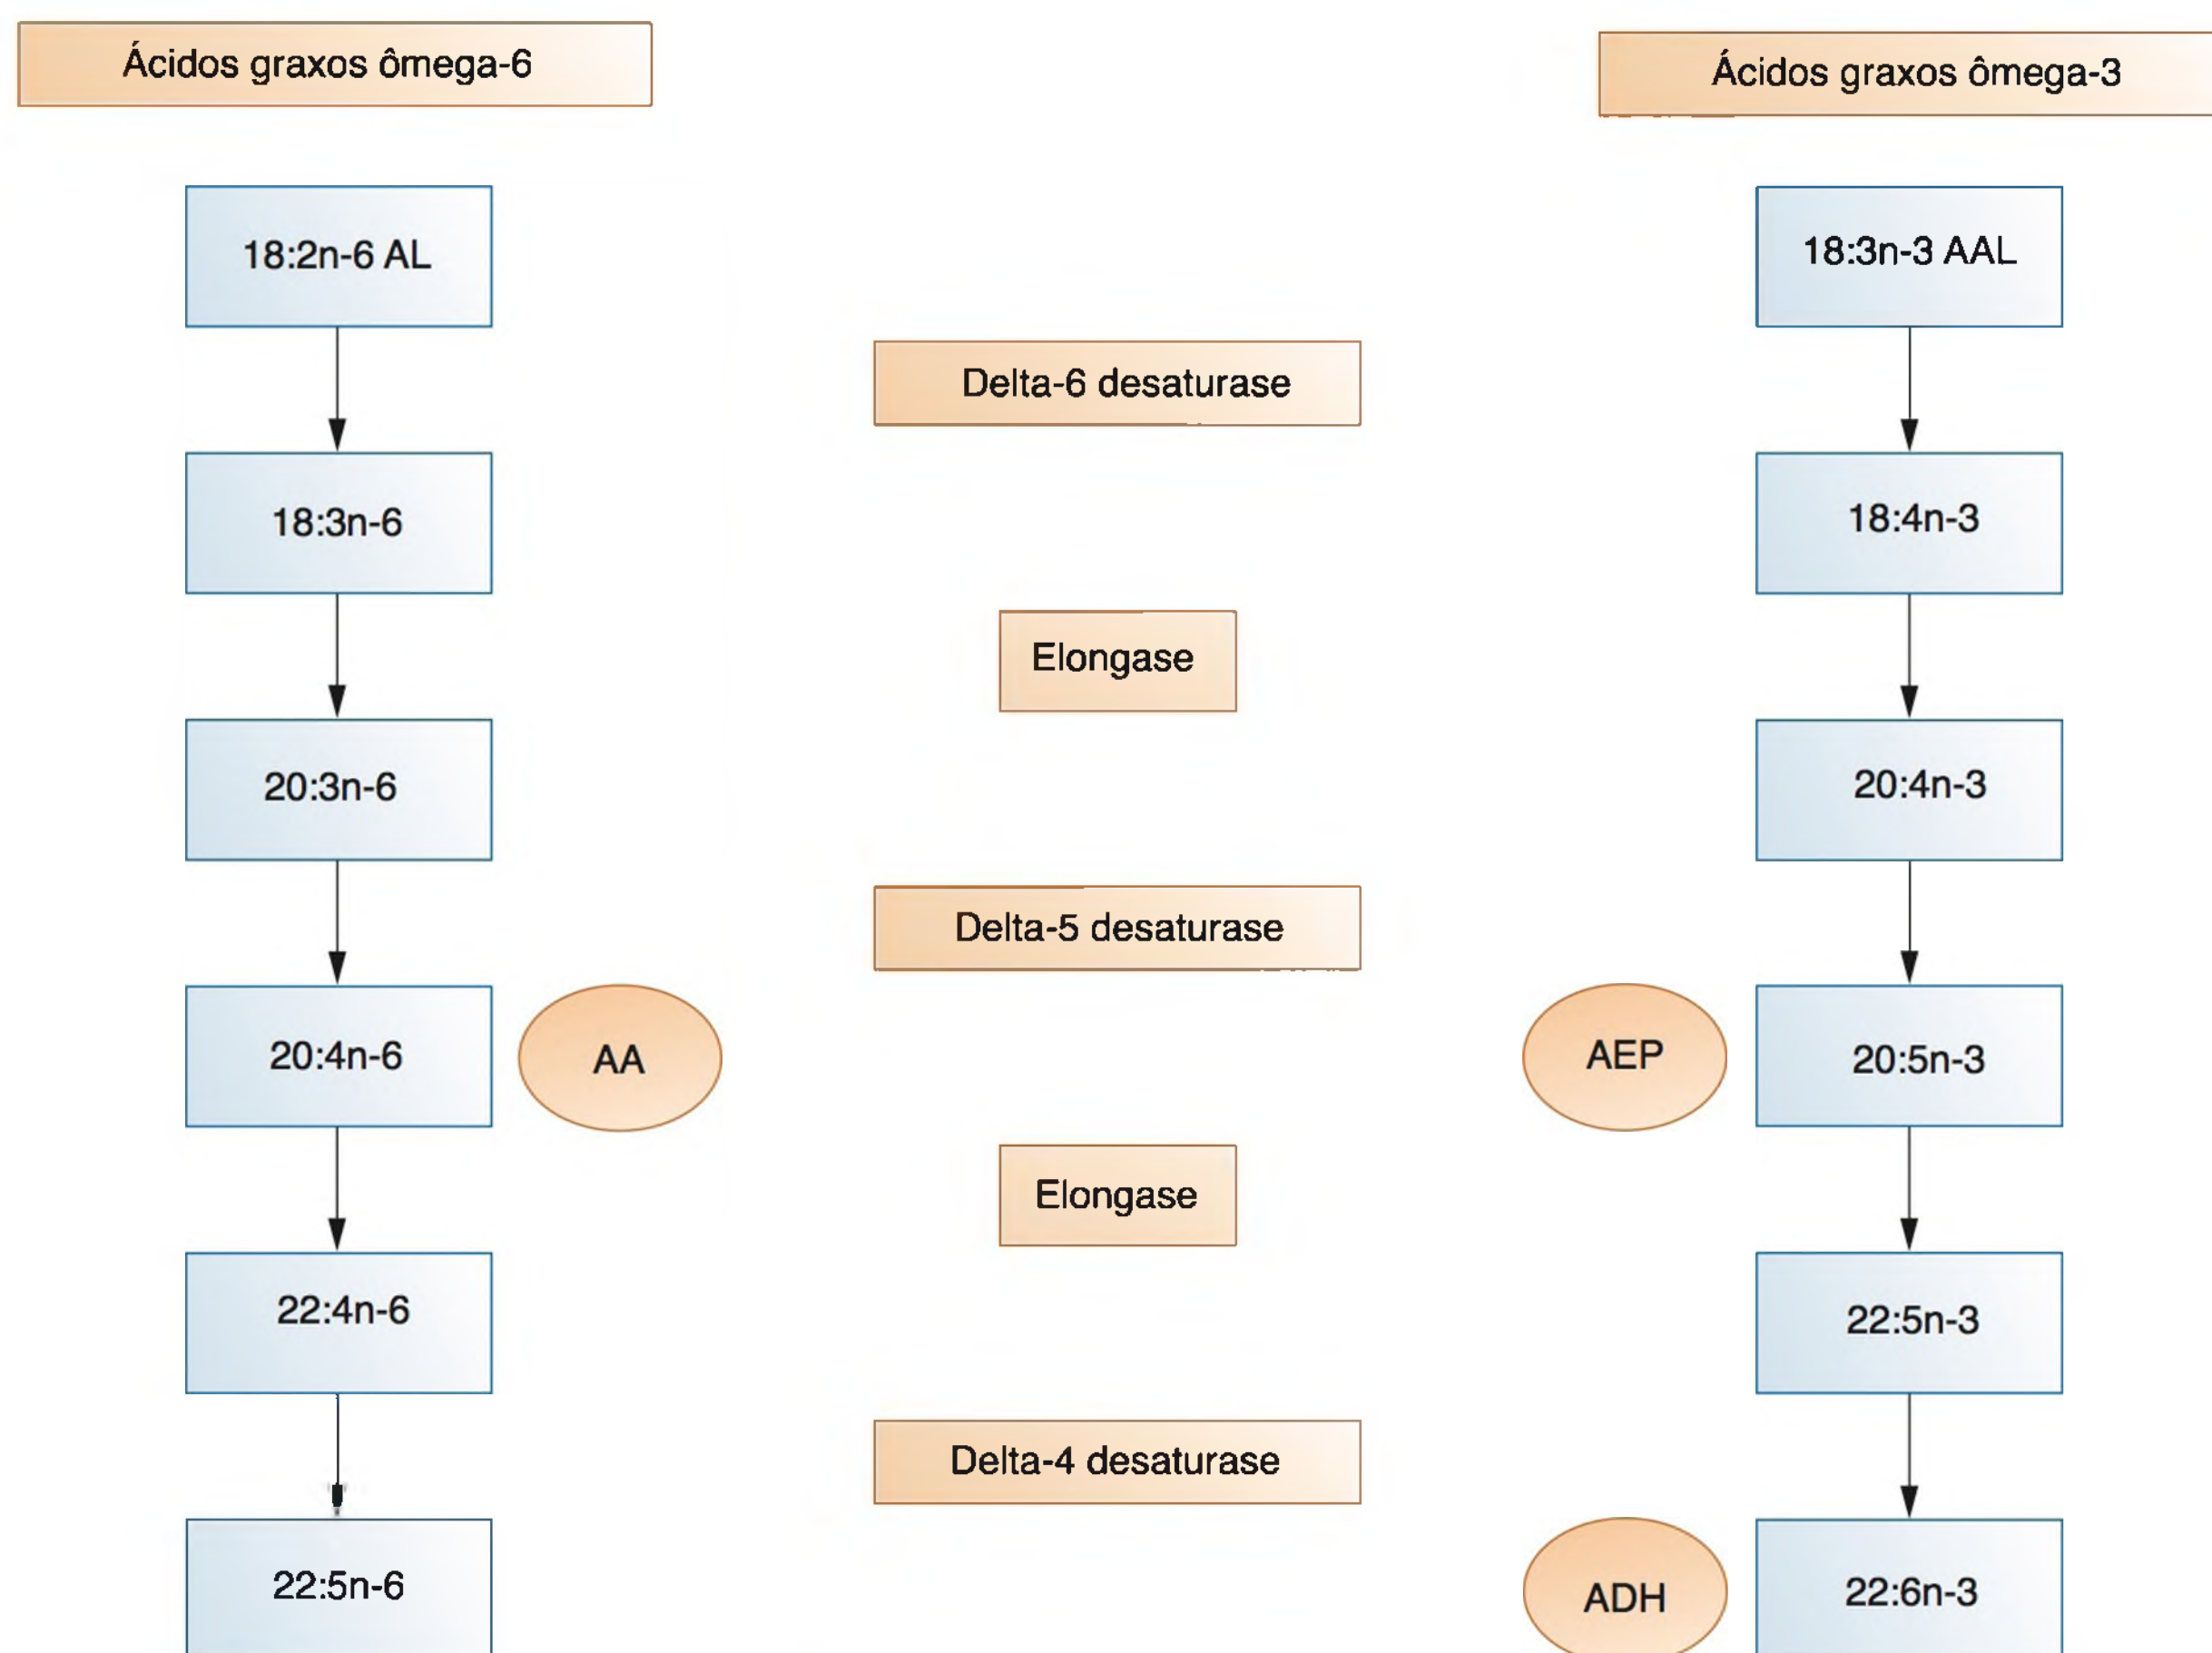 Ácidos graxos ômega-6
Ácidos graxos ômega-3
18:2n-6 AL
18:3n-3 AAL
Delta-6 desaturase
18:3n-6
18:4n-3
Elongase
20:3n-6
20:4n-3
Delta-5 desaturase
20:4n-6
AA
AEP
20:5n-3
Elongase
22:4n-6
22:5n-3
Delta-4 desaturase
22:5n-6
ADH
22:6n-3